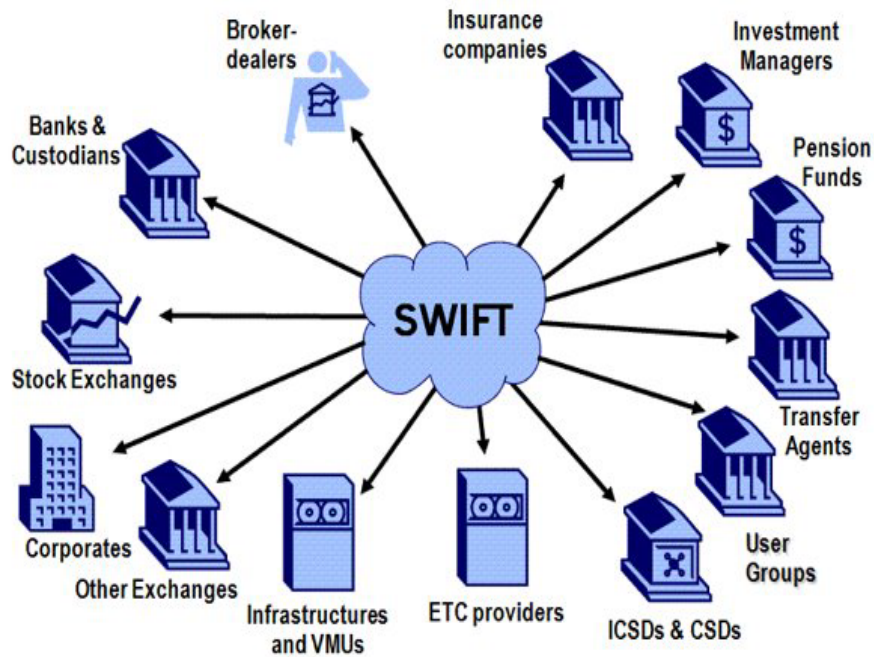 Broker-
dealers
Insurance
companies
Investment
Managers
Banks &
Custodians
Pension
Funds
$
$
SWIFT
Stock Exchanges
Transfer
Agents
Corporates
Other Exchanges
Infrastructures
and VMUs
ETC providers
ICSDs & CSDs
User
Groups